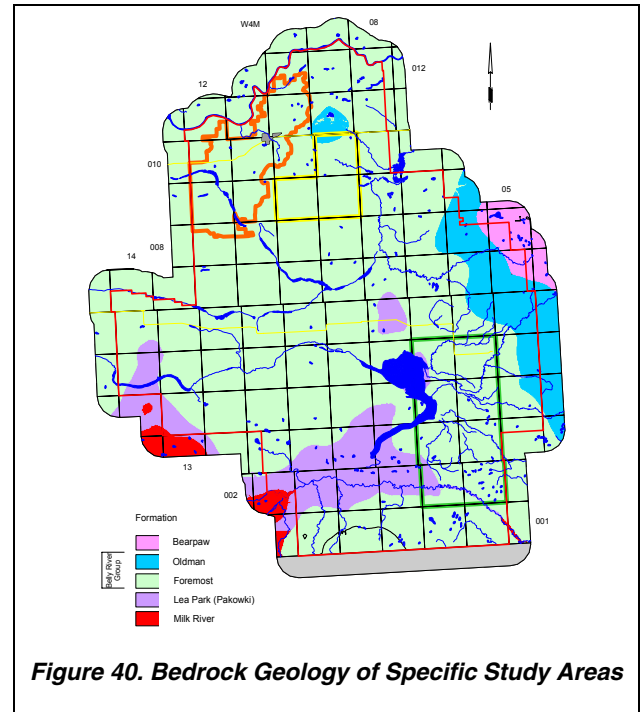 W4M
08
012
12
010
05
008
14
13
002
001
Formation
Bearpaw
Belly River
Group
Oldman
Foremost
Lea Park (Pakowki)
Milk River
Figure 40. Bedrock Geology of Specific Study Areas